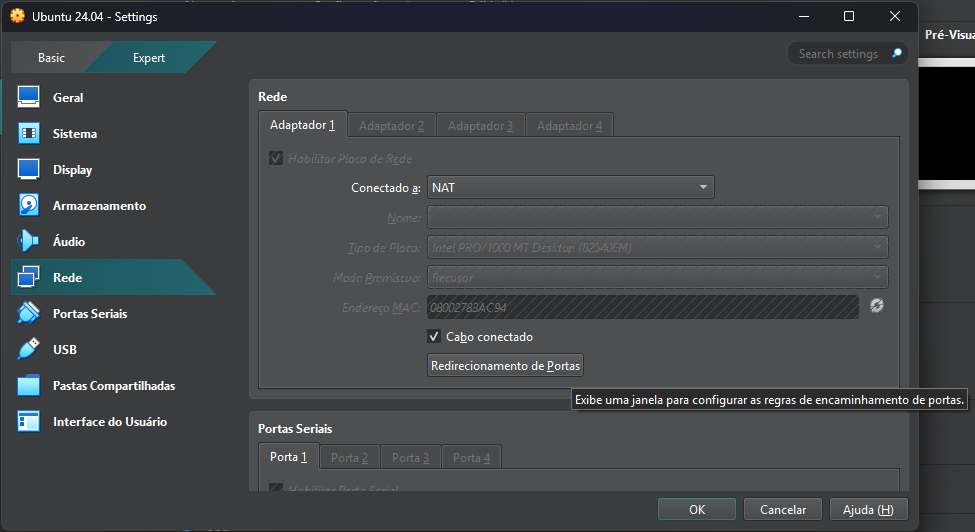 Ubuntu 24.04 - Settings
Basic
Expert
Search settings
Pré-Visua
Geral
Sistema
Display
Armazenamento
Áudio
Rede
Portas Seriais
USB
Pastas Compartilhadas
Interface do Usuário
Rede
Adaptador 1
Adaptador 2
Adaptador 3
Adaptador 4
Habilitar Placa de Rede
Conectado a: NAT
Nome:
Tipo de Placa: Intel PRO/1000 MT Desktop (82540EM)
Modo Promíscuo: Recusar
Endereço MAC: 08002783AC94
Cabo conectado
Redirecionamento de Portas
Exibe uma janela para configurar as regras de encaminhamento de portas.
Portas Seriais
Porta 1
Porta 2
Porta 3
Porta 4
Habilitar Porta Serial
OK
Cancelar
Ajuda (H)